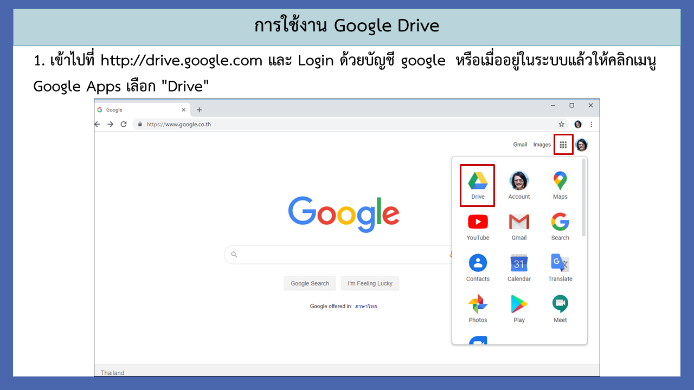 การใช้งาน Google Drive
1. เข้าไปที่ http://drive.google.com และ Login ด้วยบัญชี google หรือเมื่ออยู่ในระบบแล้วให้คลิกเมนู
Google Apps เลือก "Drive"
Google
https://www.google.co.th
Gmail Images
Drive Account Maps
Google
YouTube Gmail Search
Google Search I'm Feeling Lucky
31
Contacts Calendar Translate
Google offered in: ภาษาไทย
Photos Play Meet
Thailand